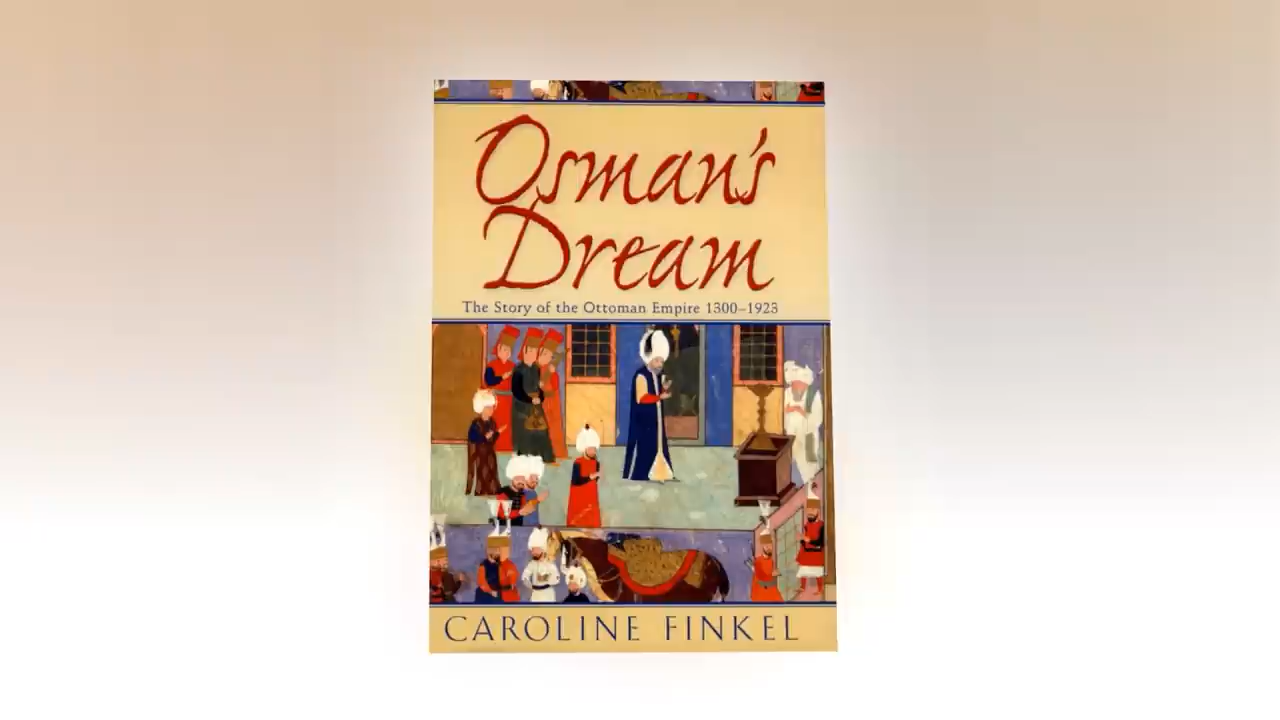 Osman's
Dream
The Story of the Ottoman Empire 1300–1923
CAROLINE FINKEL